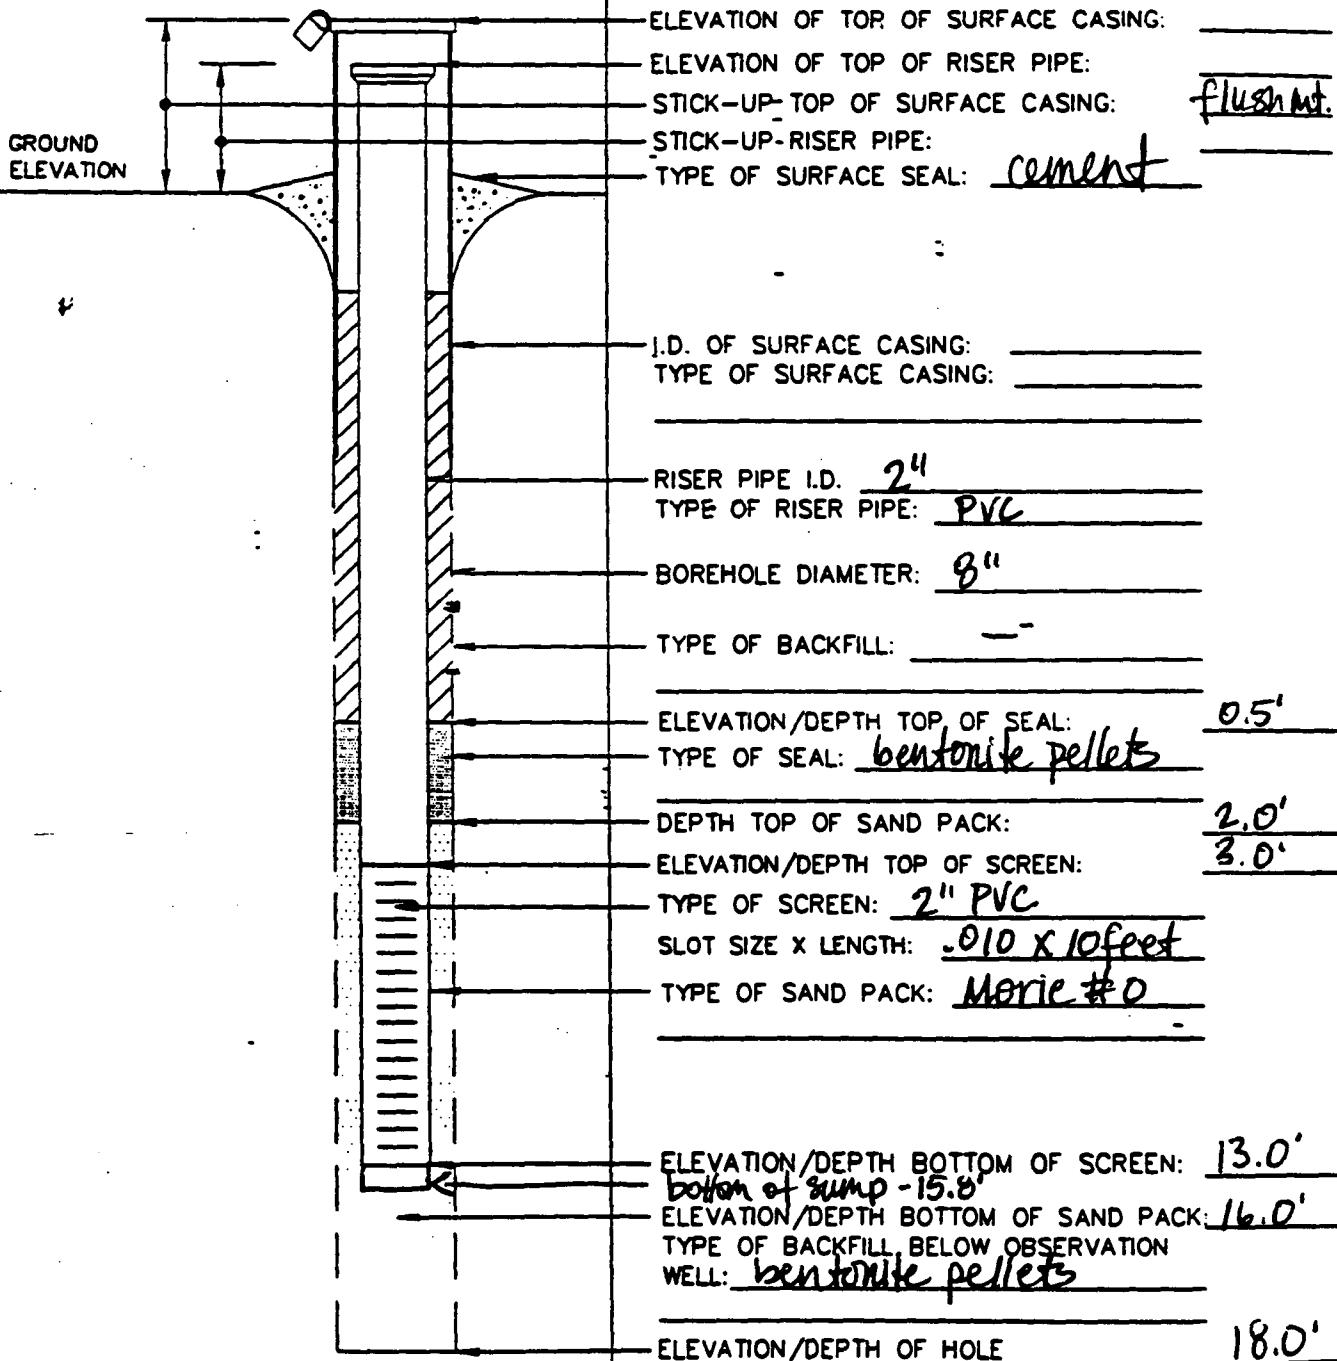 ELEVATION OF TOP OF SURFACE CASING:
ELEVATION OF TOP OF RISER PIPE:
STICK-UP-TOP OF SURFACE CASING: flush mt.
STICK-UP-RISER PIPE:
GROUND
ELEVATION
TYPE OF SURFACE SEAL: cement
I.D. OF SURFACE CASING:
TYPE OF SURFACE CASING:
RISER PIPE I.D. 2"
TYPE OF RISER PIPE: PVC
BOREHOLE DIAMETER: 8"
TYPE OF BACKFILL: —
ELEVATION/DEPTH TOP OF SEAL: 0.5'
TYPE OF SEAL: bentonite pellets
DEPTH TOP OF SAND PACK: 2.0'
ELEVATION/DEPTH TOP OF SCREEN: 3.0'
TYPE OF SCREEN: 2" PVC
SLOT SIZE X LENGTH: .010 X 10 feet
TYPE OF SAND PACK: Morie #0
ELEVATION/DEPTH BOTTOM OF SCREEN: 13.0'
bottom of sump -15.8'
ELEVATION/DEPTH BOTTOM OF SAND PACK: 16.0'
TYPE OF BACKFILL BELOW OBSERVATION
WELL: bentonite pellets
ELEVATION/DEPTH OF HOLE 18.0'